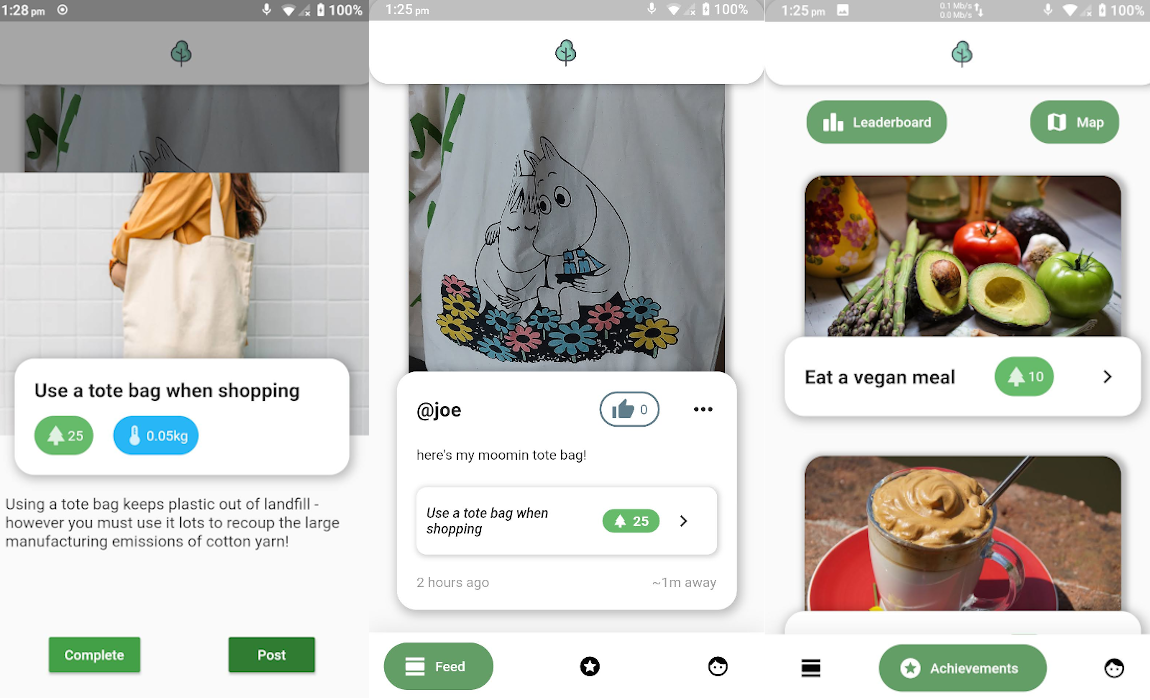 1:28 pm
100%
Use a tote bag when shopping
25
0.05kg
Using a tote bag keeps plastic out of landfill -
however you must use it lots to recoup the large
manufacturing emissions of cotton yarn!
Complete
Post
1:25 pm
100%
@joe
0
here's my moomin tote bag!
Use a tote bag when
shopping
25
2 hours ago
~1m away
Feed
1:25 pm
0.1 Mb/s
0.0 Mb/s
100%
Leaderboard
Map
Eat a vegan meal
10
Achievements